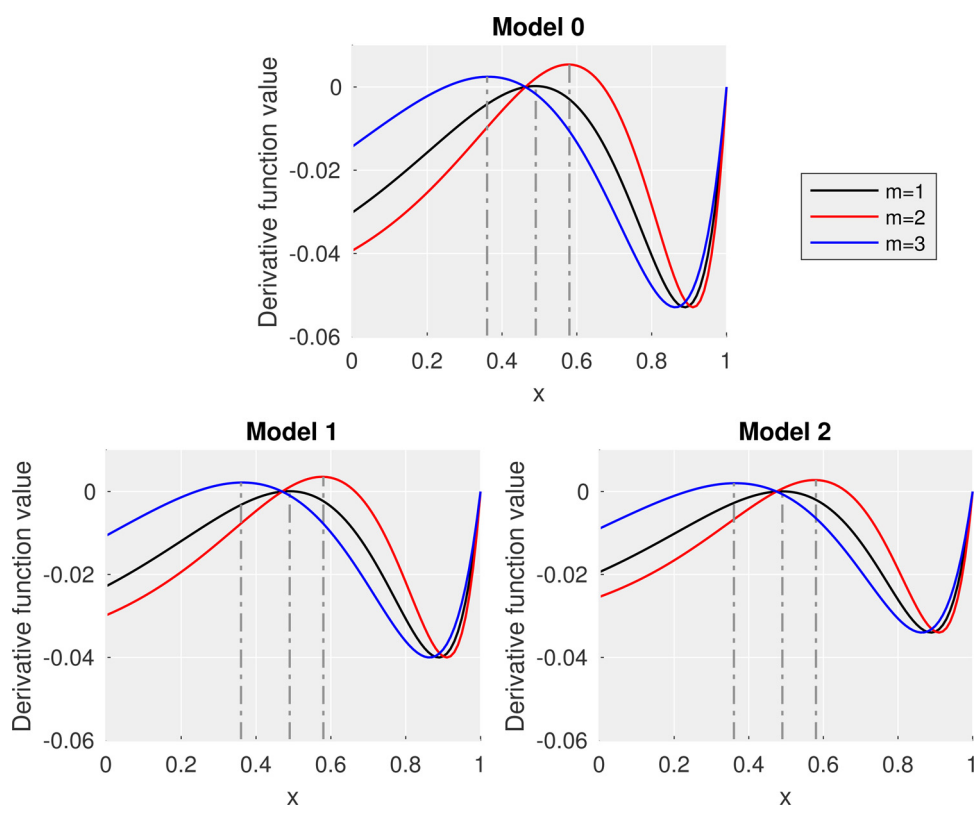 Model 0
Derivative function value
0
-0.02
-0.04
-0.06
0 0.2 0.4 0.6 0.8 1
x
m=1
m=2
m=3
Model 1
Derivative function value
0
-0.02
-0.04
-0.06
0 0.2 0.4 0.6 0.8 1
x
Model 2
Derivative function value
0
-0.02
-0.04
-0.06
0 0.2 0.4 0.6 0.8 1
x